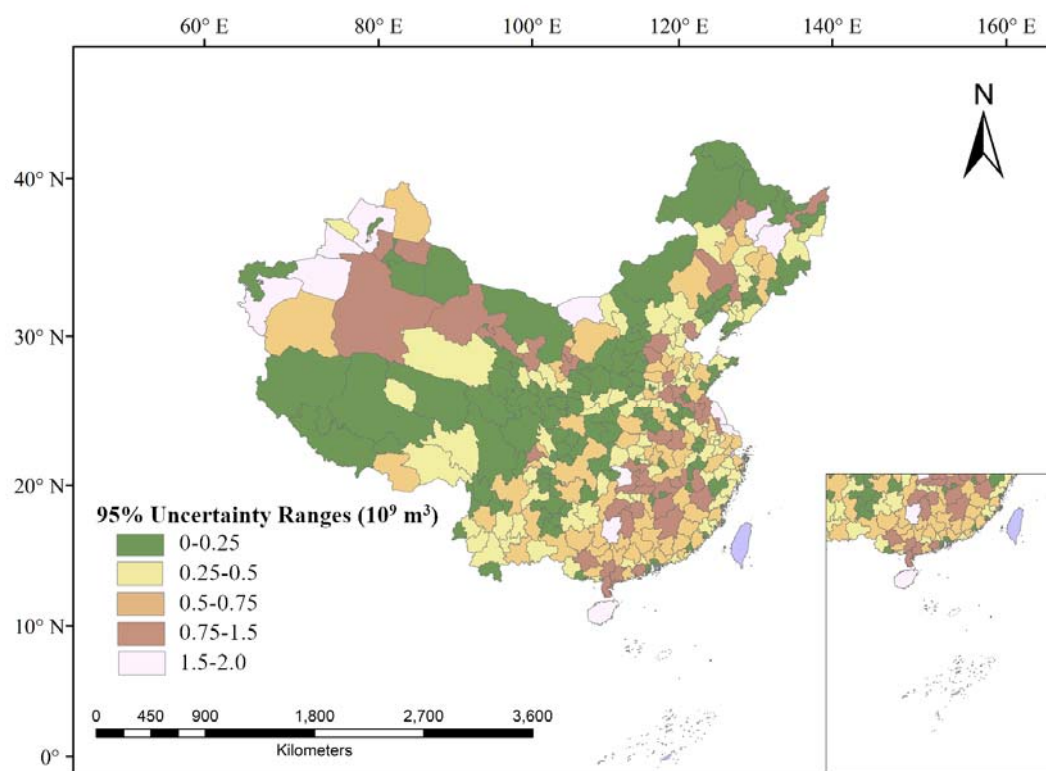 60° E 80° E 100° E 120° E 140° E 160° E
N
40° N
30° N
20° N
10° N
0°
95% Uncertainty Ranges (10⁹ m³)
0-0.25
0.25-0.5
0.5-0.75
0.75-1.5
1.5-2.0
0 450 900 1,800 2,700 3,600
Kilometers